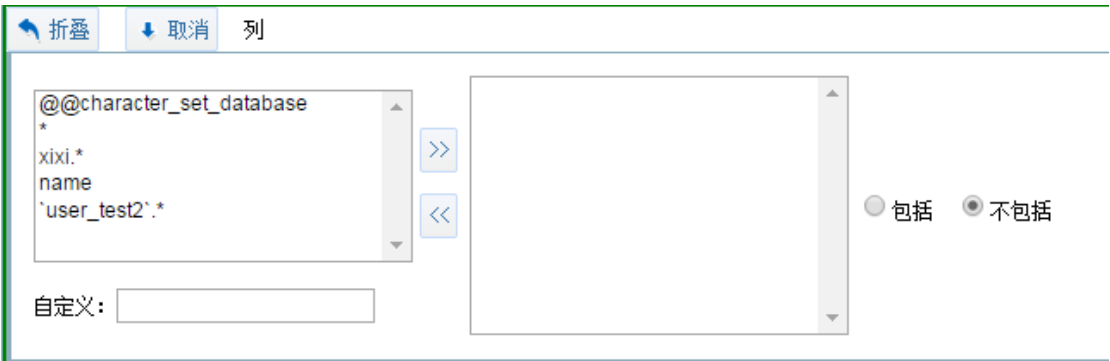 折叠 取消 列
@@character_set_database
*
xixi.*
name
`user_test2`.*
>>
<<
包括 不包括
自定义：